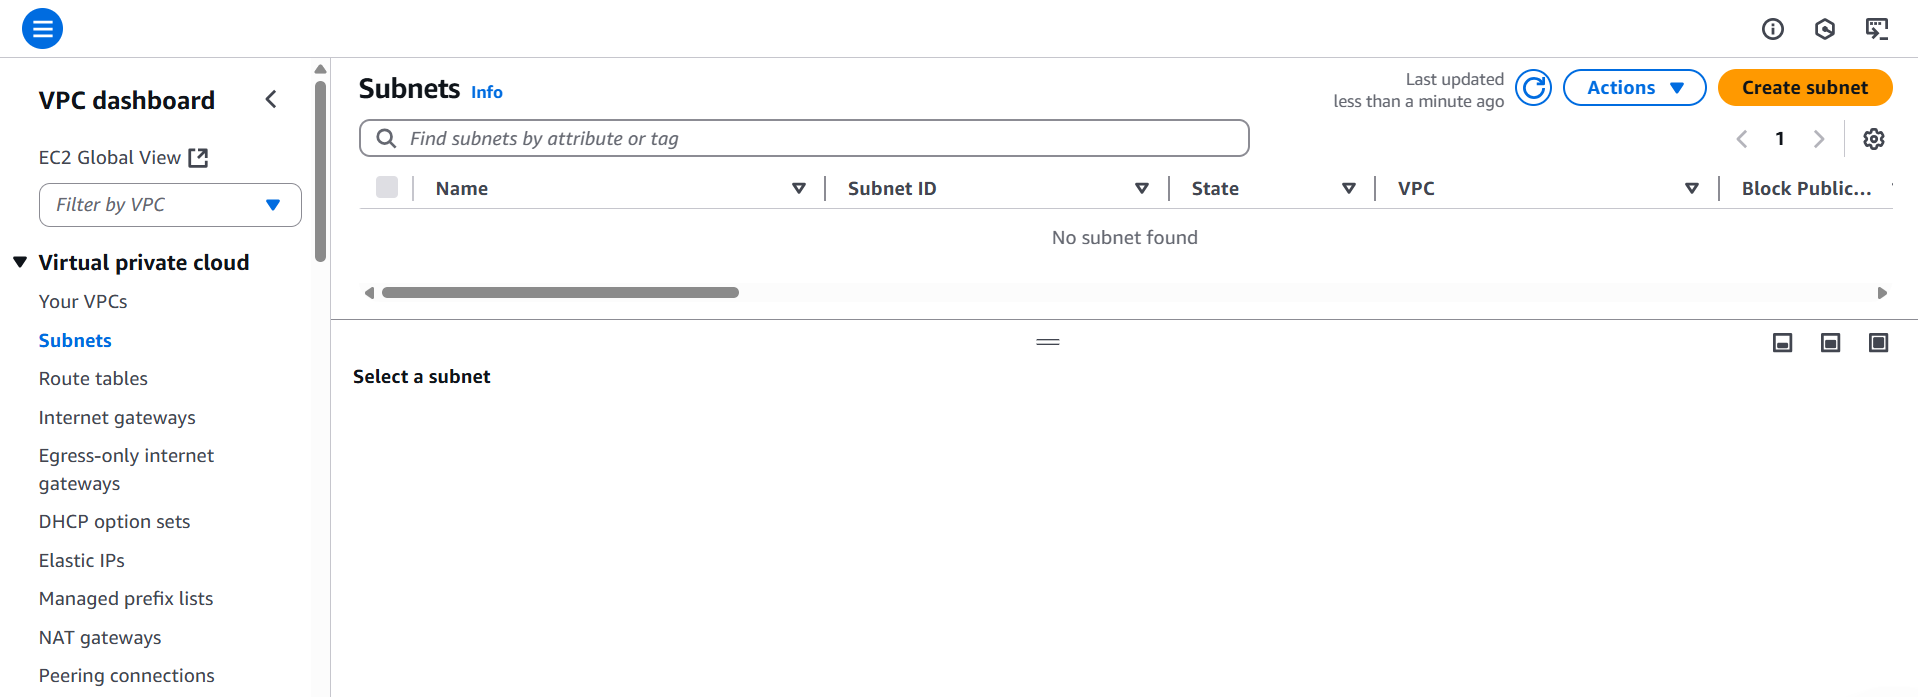 VPC dashboard
EC2 Global View
Filter by VPC
Virtual private cloud
Your VPCs
Subnets
Route tables
Internet gateways
Egress-only internet
gateways
DHCP option sets
Elastic IPs
Managed prefix lists
NAT gateways
Peering connections
Subnets Info
Last updated
less than a minute ago
Actions
Create subnet
Find subnets by attribute or tag
1
Name Subnet ID State VPC Block Public...
No subnet found
Select a subnet